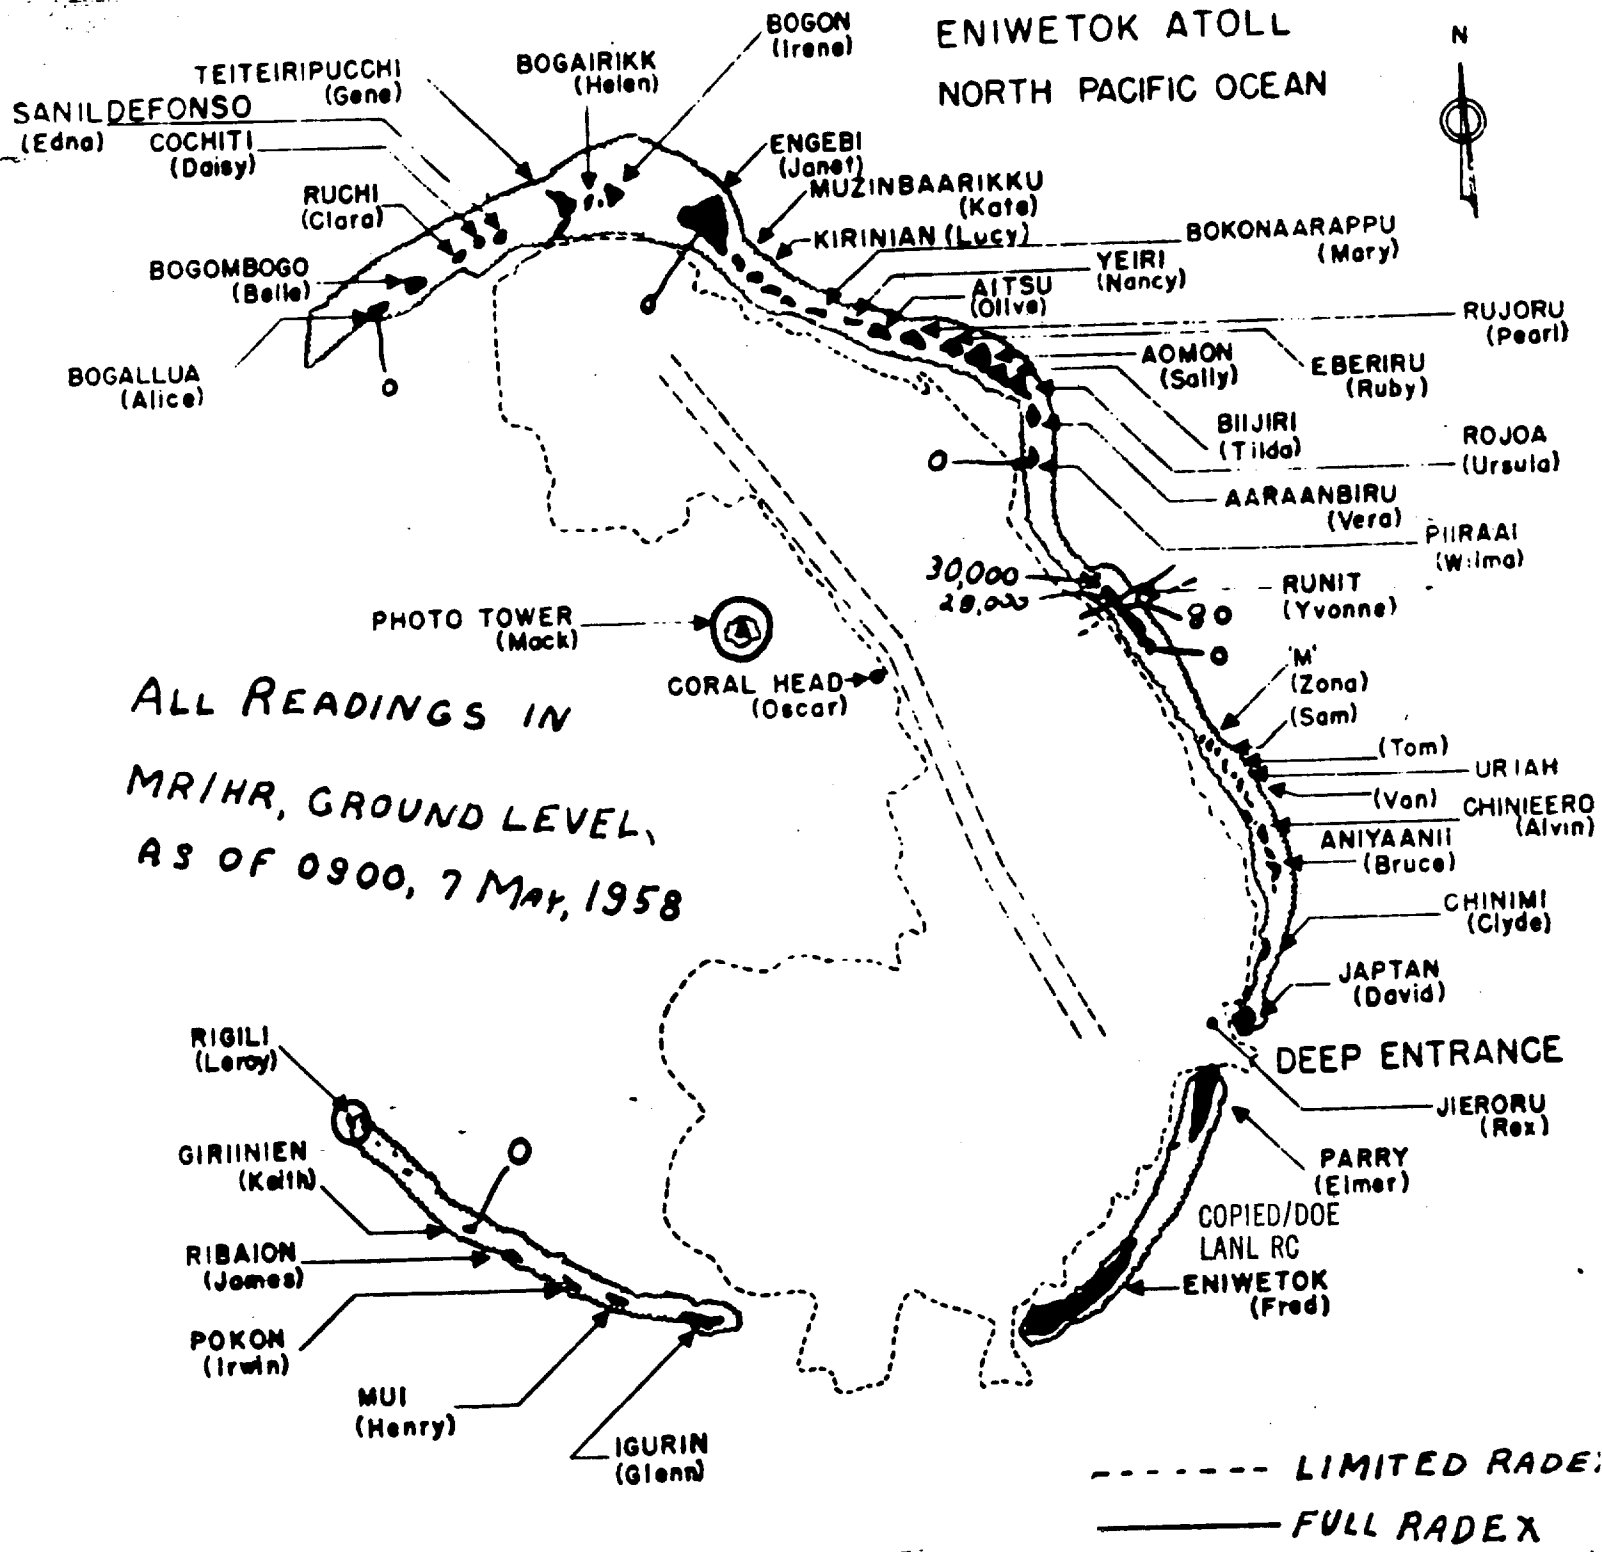 ENIWETOK ATOLL
NORTH PACIFIC OCEAN
N
BOGON
(Irene)
BOGAIRIKK
(Helen)
TEITEIRIPUCCHI
(Gene)
SANILDEFONSO
(Edna)
COCHITI
(Daisy)
RUCHI
(Clara)
BOGOMBOGO
(Belle)
BOGALLUA
(Alice)
O
O
ENGEBI
(Janet)
MUZINBAARIKKU
(Kate)
KIRINIAN (Lucy)
BOKONAARAPPU
(Mary)
YEIRI
(Nancy)
AITSU
(Olive)
RUJORU
(Pearl)
EBERIRU
(Ruby)
AOMON
(Sally)
BIIJIRI
(Tilda)
ROJOA
(Ursula)
AARAANBIRU
(Vera)
PIIRAAI
(Wilma)
O
30,000
28,000
RUNIT
(Yvonne)
80
O
PHOTO TOWER
(Mack)
CORAL HEAD
(Oscar)
'M'
(Zona)
(Sam)
(Tom)
URIAH
(Van)
CHINIEERO
(Alvin)
ANIYAANII
(Bruce)
CHINIMI
(Clyde)
JAPTAN
(David)
DEEP ENTRANCE
JIERORU
(Rex)
PARRY
(Elmer)
COPIED/DOE
LANL RC
ENIWETOK
(Fred)
ALL READINGS IN
MR/HR, GROUND LEVEL,
AS OF 0900, 7 MAY, 1958
RIGILI
(Leroy)
GIRIINIEN
(Keith)
O
RIBAION
(James)
POKON
(Irwin)
MUI
(Henry)
IGURIN
(Glenn)
LIMITED RADEX
FULL RADEX